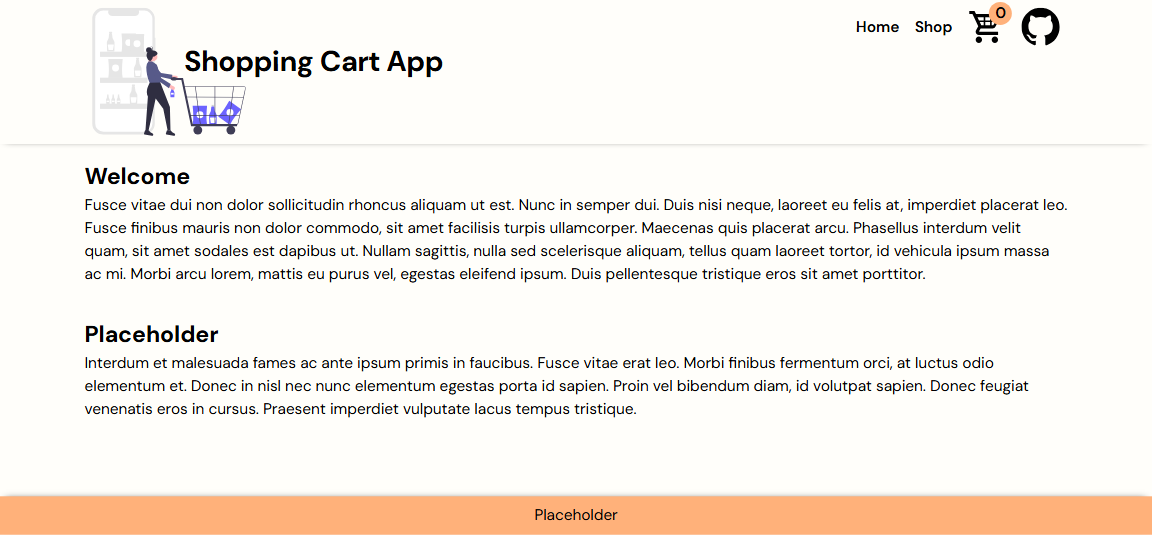 Shopping Cart App
Home
Shop
0
Welcome
Fusce vitae dui non dolor sollicitudin rhoncus aliquam ut est. Nunc in semper dui. Duis nisi neque, laoreet eu felis at, imperdiet placerat leo.
Fusce finibus mauris non dolor commodo, sit amet facilisis turpis ullamcorper. Maecenas quis placerat arcu. Phasellus interdum velit
quam, sit amet sodales est dapibus ut. Nullam sagittis, nulla sed scelerisque aliquam, tellus quam laoreet tortor, id vehicula ipsum massa
ac mi. Morbi arcu lorem, mattis eu purus vel, egestas eleifend ipsum. Duis pellentesque tristique eros sit amet porttitor.
Placeholder
Interdum et malesuada fames ac ante ipsum primis in faucibus. Fusce vitae erat leo. Morbi finibus fermentum orci, at luctus odio
elementum et. Donec in nisl nec nunc elementum egestas porta id sapien. Proin vel bibendum diam, id volutpat sapien. Donec feugiat
venenatis eros in cursus. Praesent imperdiet vulputate lacus tempus tristique.
Placeholder